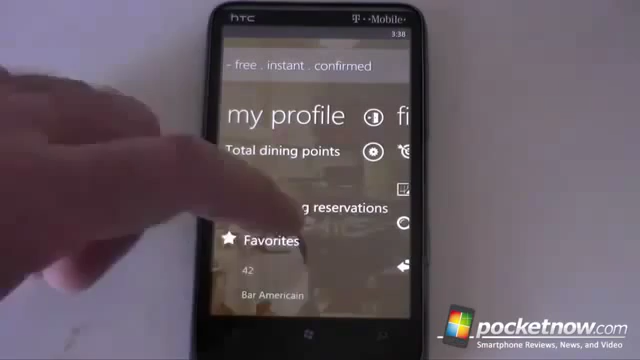 hTC
T··Mobile·
3:38
- free . instant . confirmed
my profile
fi
Total dining points
g reservations
Favorites
42
Bar Americain
pocketnow.com
Smartphone Reviews, News, and Video